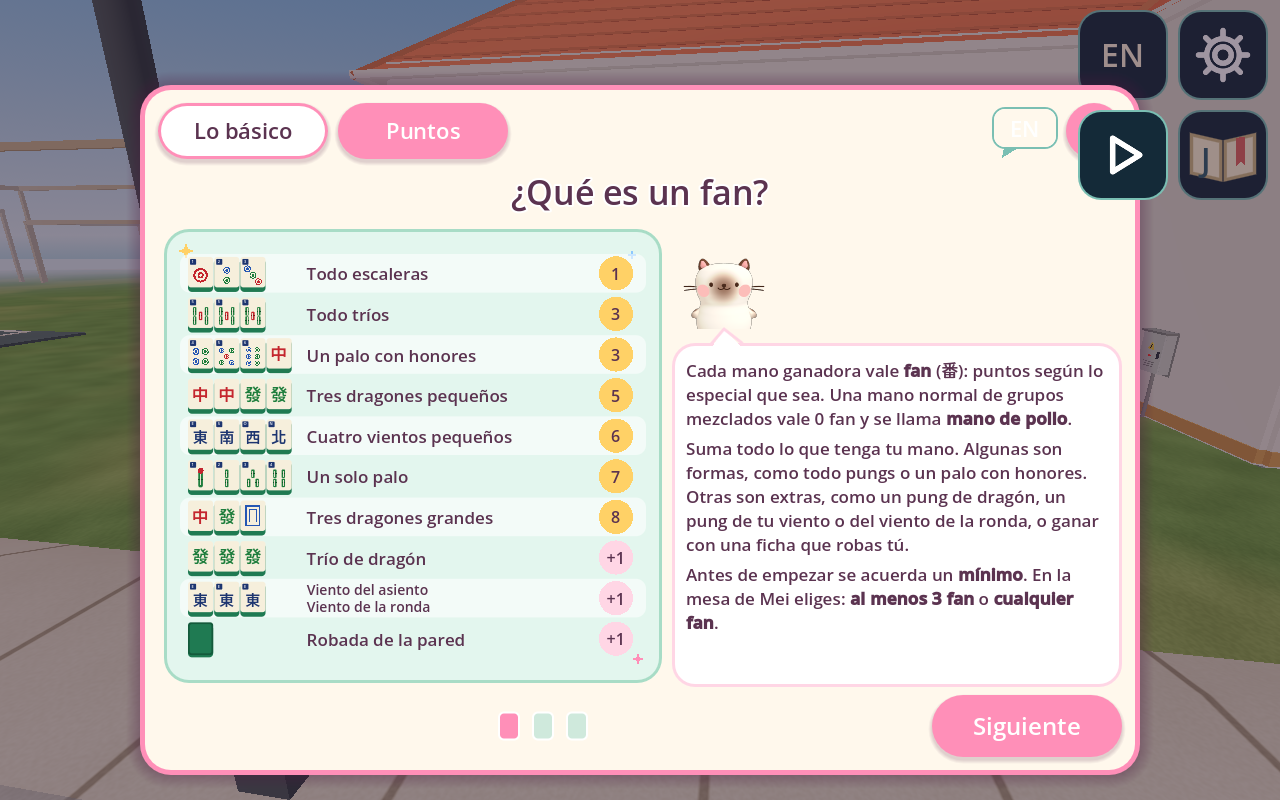 EN
Lo básico
Puntos
EN
¿Qué es un fan?
Todo escaleras
1
Todo tríos
3
中
Un palo con honores
3
中 中 發 發
Tres dragones pequeños
5
東 南 西 北
Cuatro vientos pequeños
6
Un solo palo
7
中 發
Tres dragones grandes
8
發 發 發
Trío de dragón
+1
東 東 東
Viento del asiento
Viento de la ronda
+1
Robada de la pared
+1
Cada mano ganadora vale fan (番): puntos según lo
especial que sea. Una mano normal de grupos
mezclados vale 0 fan y se llama mano de pollo.
Suma todo lo que tenga tu mano. Algunas son
formas, como todo pungs o un palo con honores.
Otras son extras, como un pung de dragón, un
pung de tu viento o del viento de la ronda, o ganar
con una ficha que robas tú.
Antes de empezar se acuerda un mínimo. En la
mesa de Mei eliges: al menos 3 fan o cualquier
fan.
Siguiente